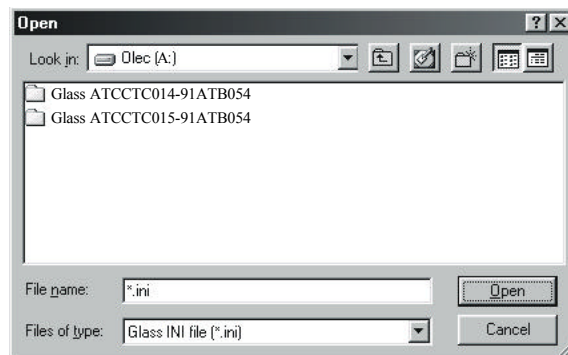 Open
Look in: Olec (A:)
Glass ATCCTC014-91ATB054
Glass ATCCTC015-91ATB054
File name: *.ini Open
Files of type: Glass INI file (*.ini) Cancel